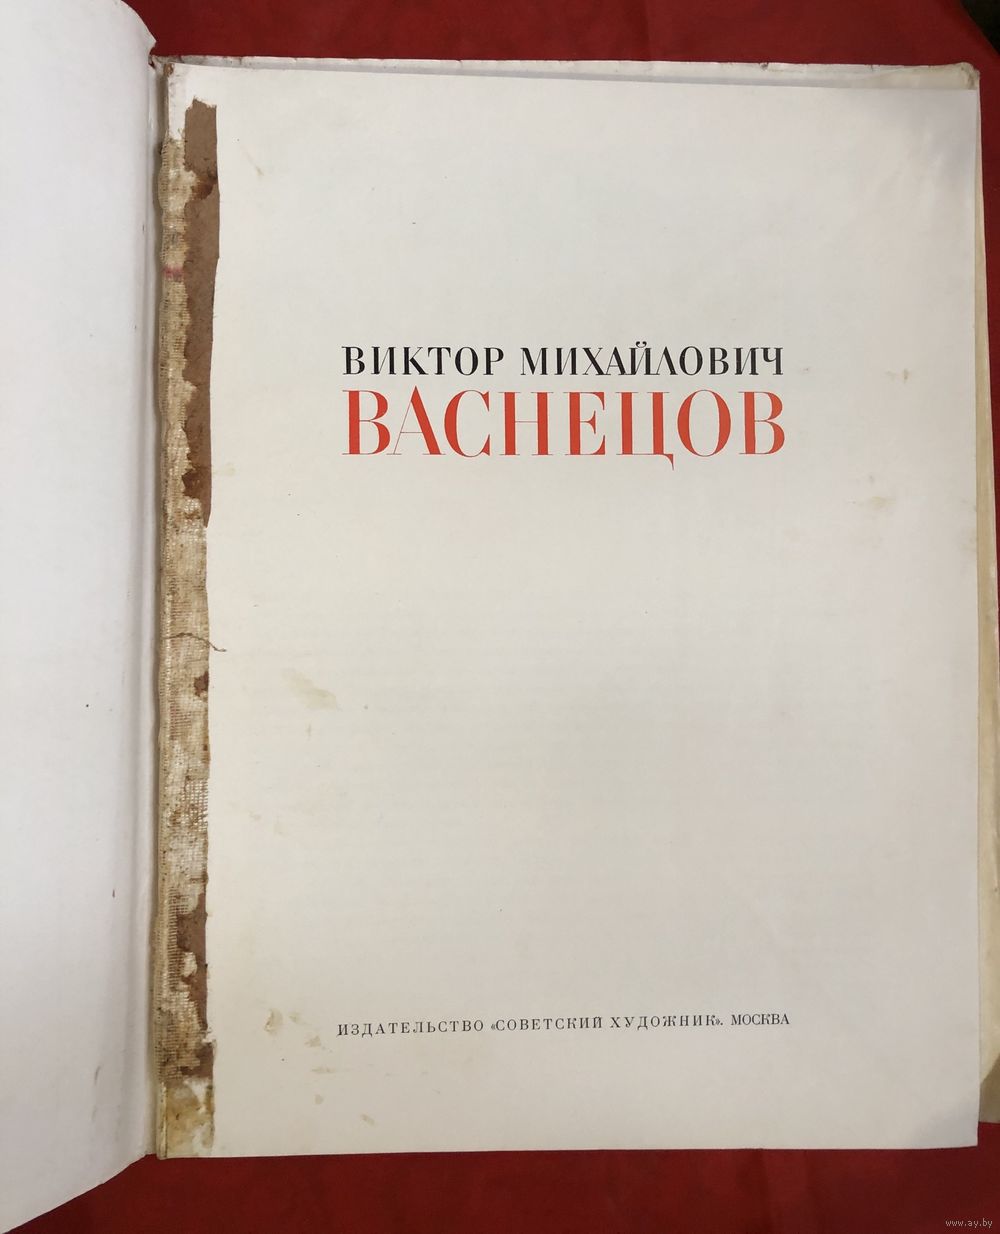 ВИКТОР МИХАЙЛОВИЧ
ВАСНЕЦОВ
ИЗДАТЕЛЬСТВО «СОВЕТСКИЙ ХУДОЖНИК». МОСКВА
www.ay.by